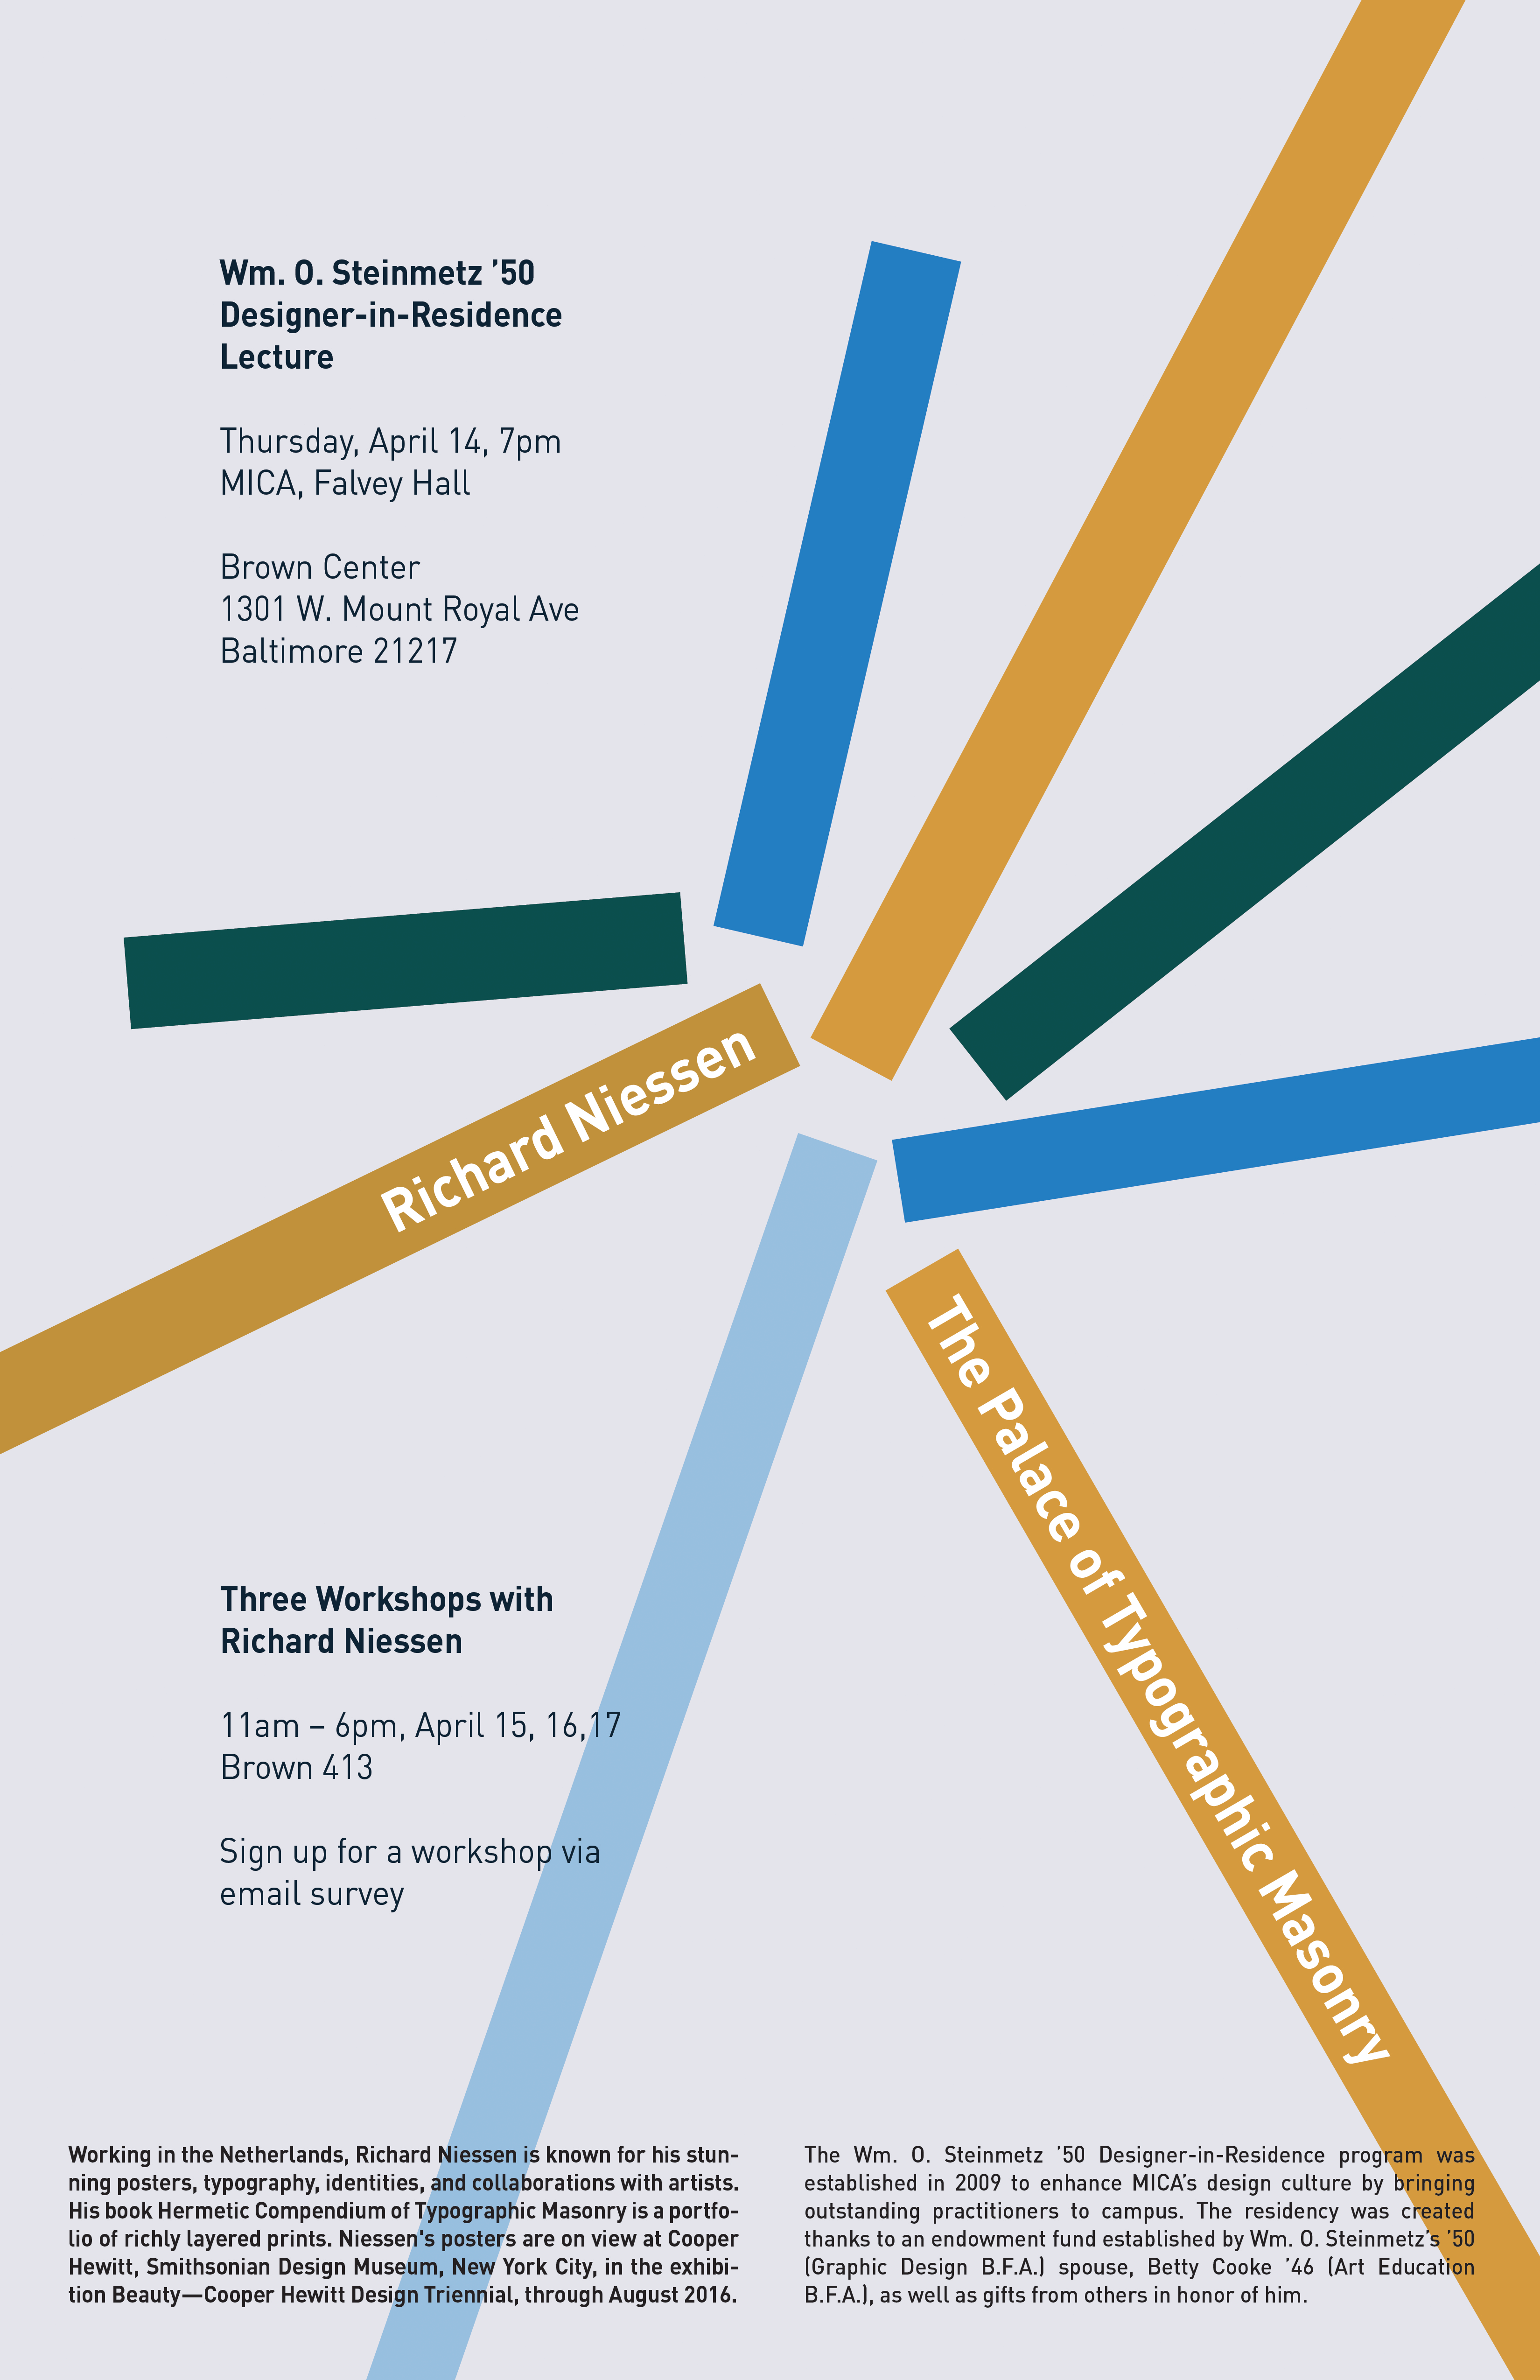 Wm. O. Steinmetz ’50
Designer-in-Residence
Lecture
Thursday, April 14, 7pm
MICA, Falvey Hall
Brown Center
1301 W. Mount Royal Ave
Baltimore 21217
Richard Niessen
The Palace of Typographic Masonry
Three Workshops with
Richard Niessen
11am – 6pm, April 15, 16,17
Brown 413
Sign up for a workshop via
email survey
Working in the Netherlands, Richard Niessen is known for his stun-
ning posters, typography, identities, and collaborations with artists.
His book Hermetic Compendium of Typographic Masonry is a portfo-
lio of richly layered prints. Niessen's posters are on view at Cooper
Hewitt, Smithsonian Design Museum, New York City, in the exhibi-
tion Beauty—Cooper Hewitt Design Triennial, through August 2016.
The Wm. O. Steinmetz ’50 Designer-in-Residence program was
established in 2009 to enhance MICA’s design culture by bringing
outstanding practitioners to campus. The residency was created
thanks to an endowment fund established by Wm. O. Steinmetz’s ’50
(Graphic Design B.F.A.) spouse, Betty Cooke ’46 (Art Education
B.F.A.), as well as gifts from others in honor of him.